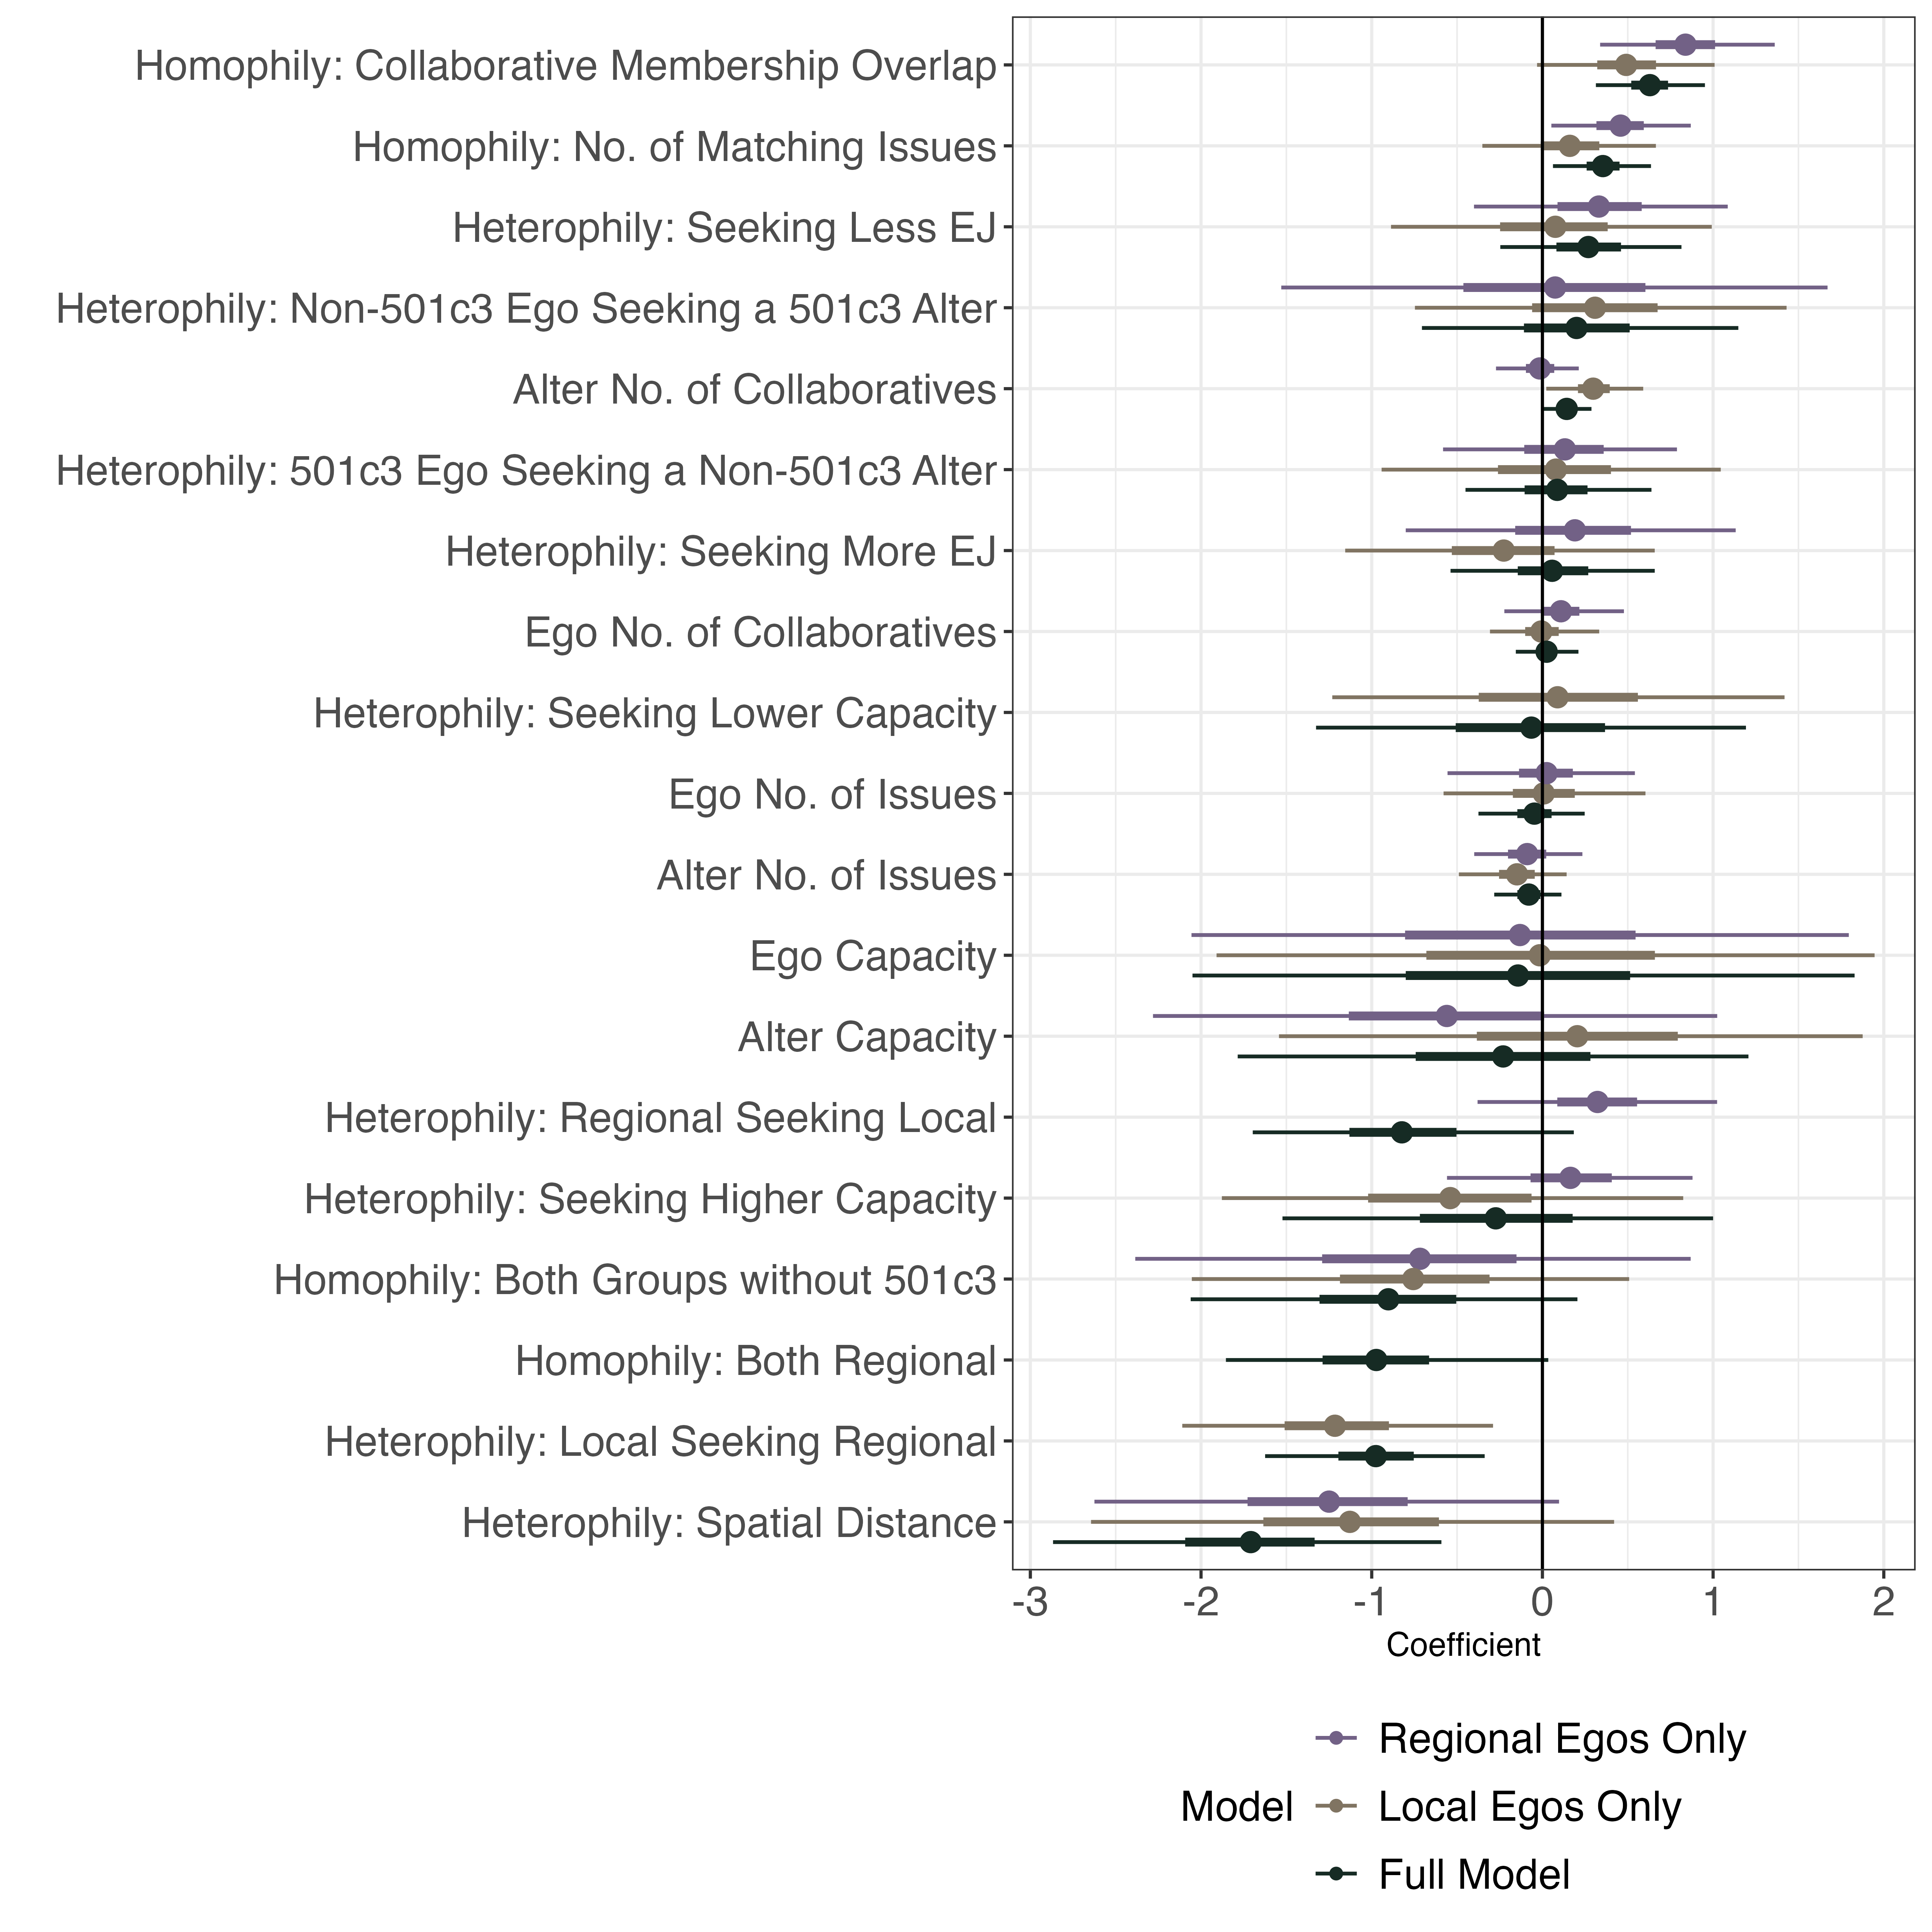 Homophily: Collaborative Membership Overlap
Homophily: No. of Matching Issues
Heterophily: Seeking Less EJ
Heterophily: Non-501c3 Ego Seeking a 501c3 Alter
Alter No. of Collaboratives
Heterophily: 501c3 Ego Seeking a Non-501c3 Alter
Heterophily: Seeking More EJ
Ego No. of Collaboratives
Heterophily: Seeking Lower Capacity
Ego No. of Issues
Alter No. of Issues
Ego Capacity
Alter Capacity
Heterophily: Regional Seeking Local
Heterophily: Seeking Higher Capacity
Homophily: Both Groups without 501c3
Homophily: Both Regional
Heterophily: Local Seeking Regional
Heterophily: Spatial Distance
-3 -2 -1 0 1 2
Coefficient
Regional Egos Only
Model Local Egos Only
Full Model